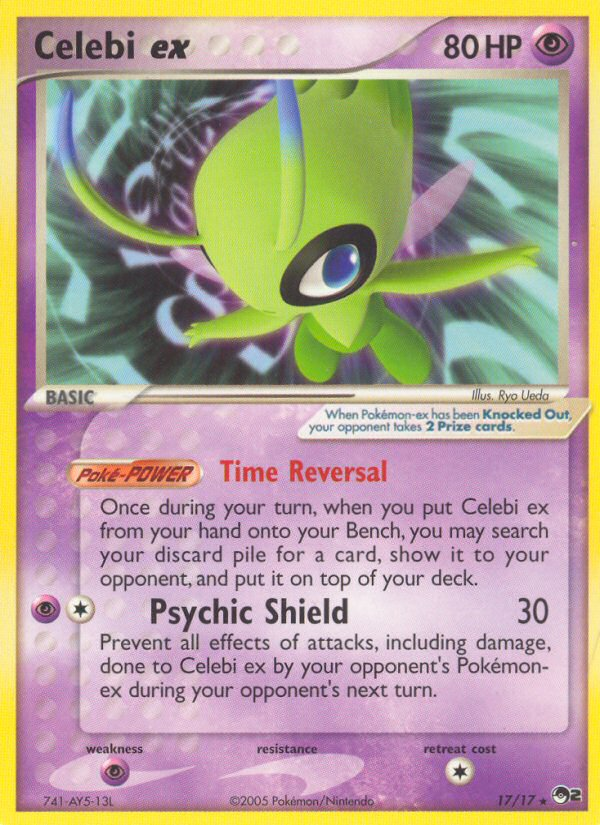 Celebi ex 80 HP
BASIC
Illus. Ryo Ueda
When Pokémon-ex has been Knocked Out,
your opponent takes 2 Prize cards.
Poké-POWER Time Reversal
Once during your turn, when you put Celebi ex
from your hand onto your Bench, you may search
your discard pile for a card, show it to your
opponent, and put it on top of your deck.
Psychic Shield 30
Prevent all effects of attacks, including damage,
done to Celebi ex by your opponent's Pokémon-
ex during your opponent's next turn.
weakness resistance retreat cost
741-AY5-13L ©2005 Pokémon/Nintendo 17/17 ★ 2